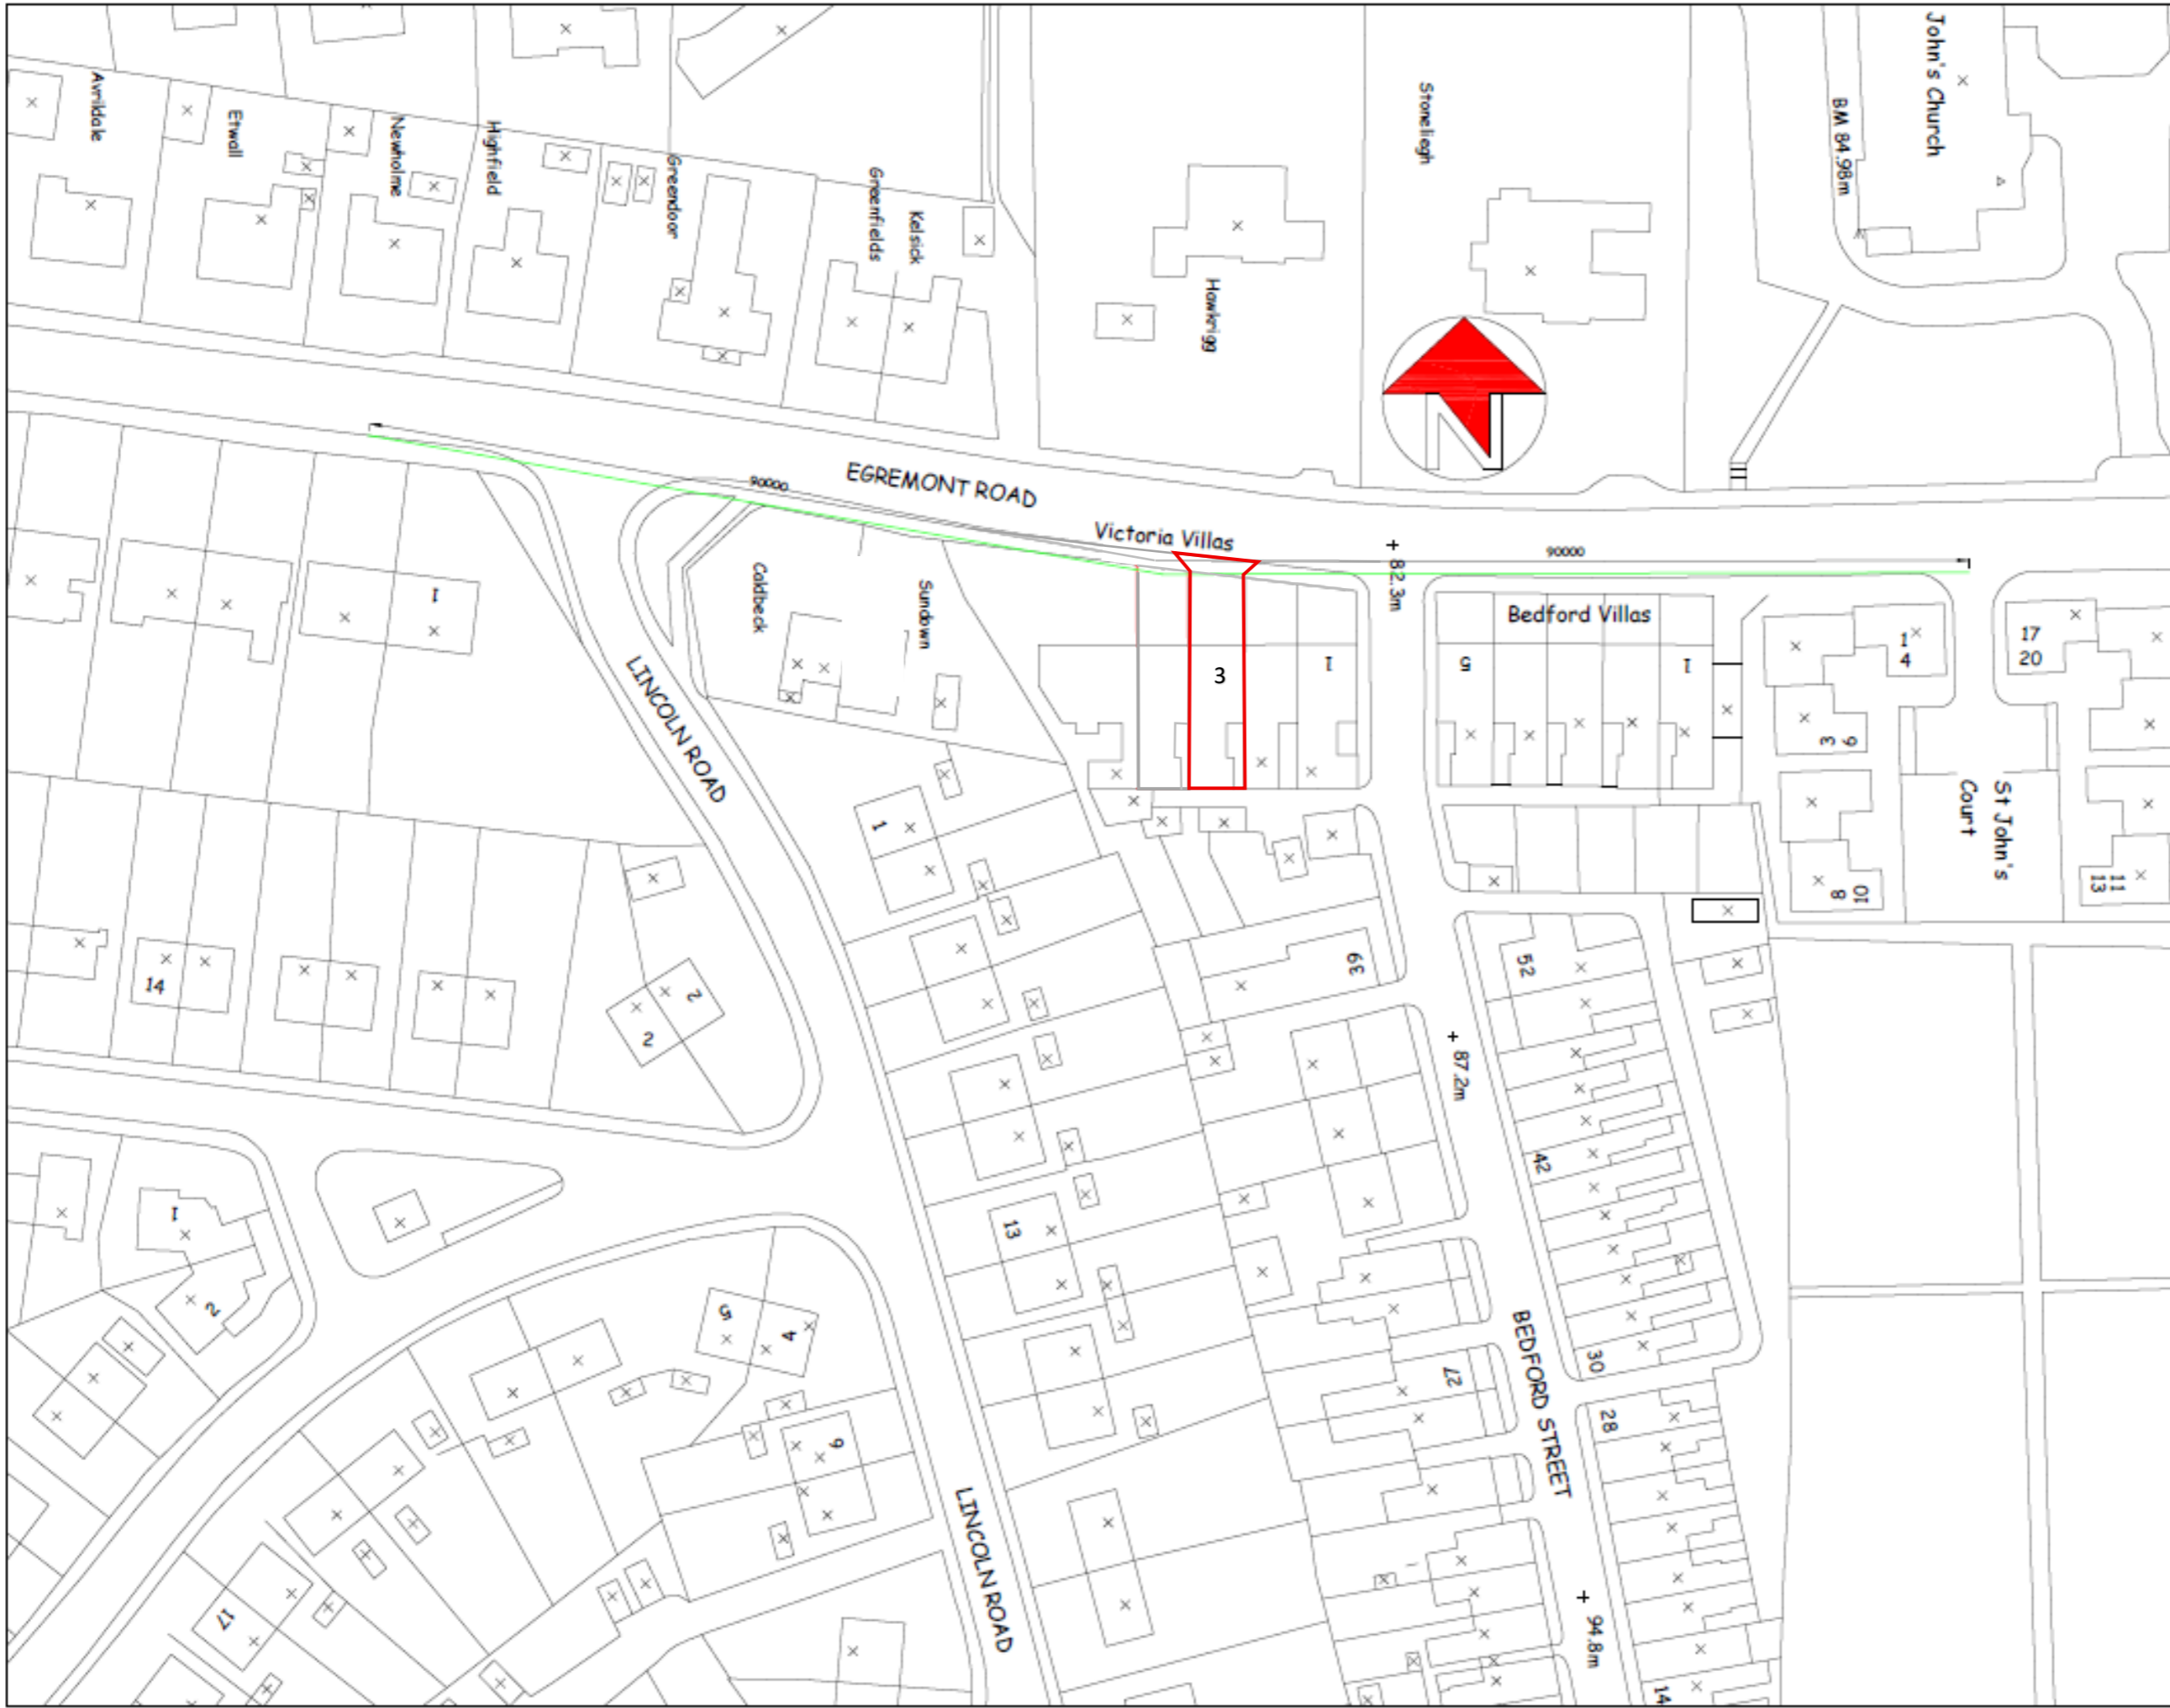 John's Church
BM 84.98m
Stoneliegh
Avrildale
Etwall
Newholme
Highfield
Greendoor
Greenfields
Kelsick
Hawkrigg
N
EGREMONT ROAD
90000
Victoria Villas
90000
+ 82.3m
Caldbeck
Sundown
Bedford Villas
1
3
1
5
1
1
4
17
20
LINCOLN ROAD
3
6
St John's
Court
1
8
10
11
13
39
52
14
2
2
+ 87.2m
42
13
1
2
5
4
30
27
BEDFORD STREET
28
9
LINCOLN ROAD
17
+ 94.8m
14